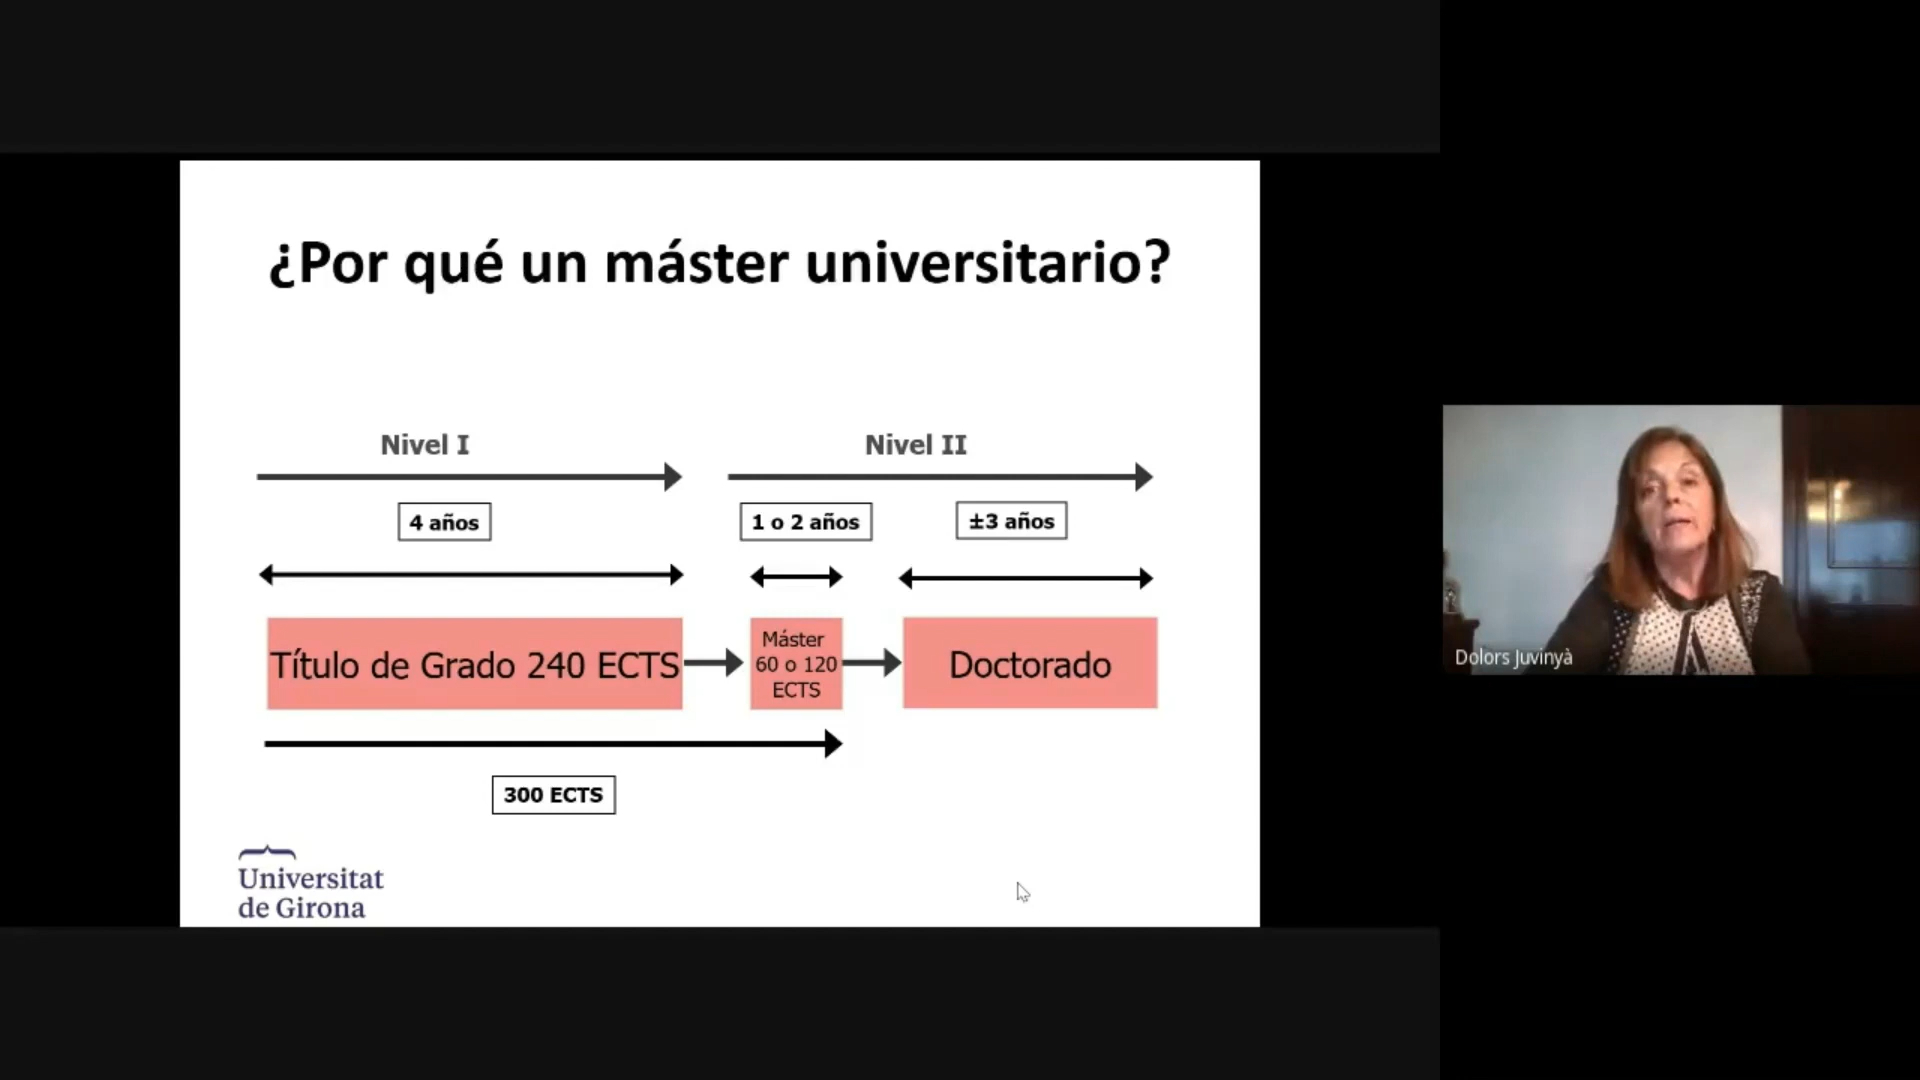 ¿Por qué un máster universitario?
Nivel I
Nivel II
4 años
1 o 2 años
±3 años
Título de Grado 240 ECTS
Máster
60 o 120
ECTS
Doctorado
300 ECTS
Universitat
de Girona
Dolors Juvinyà